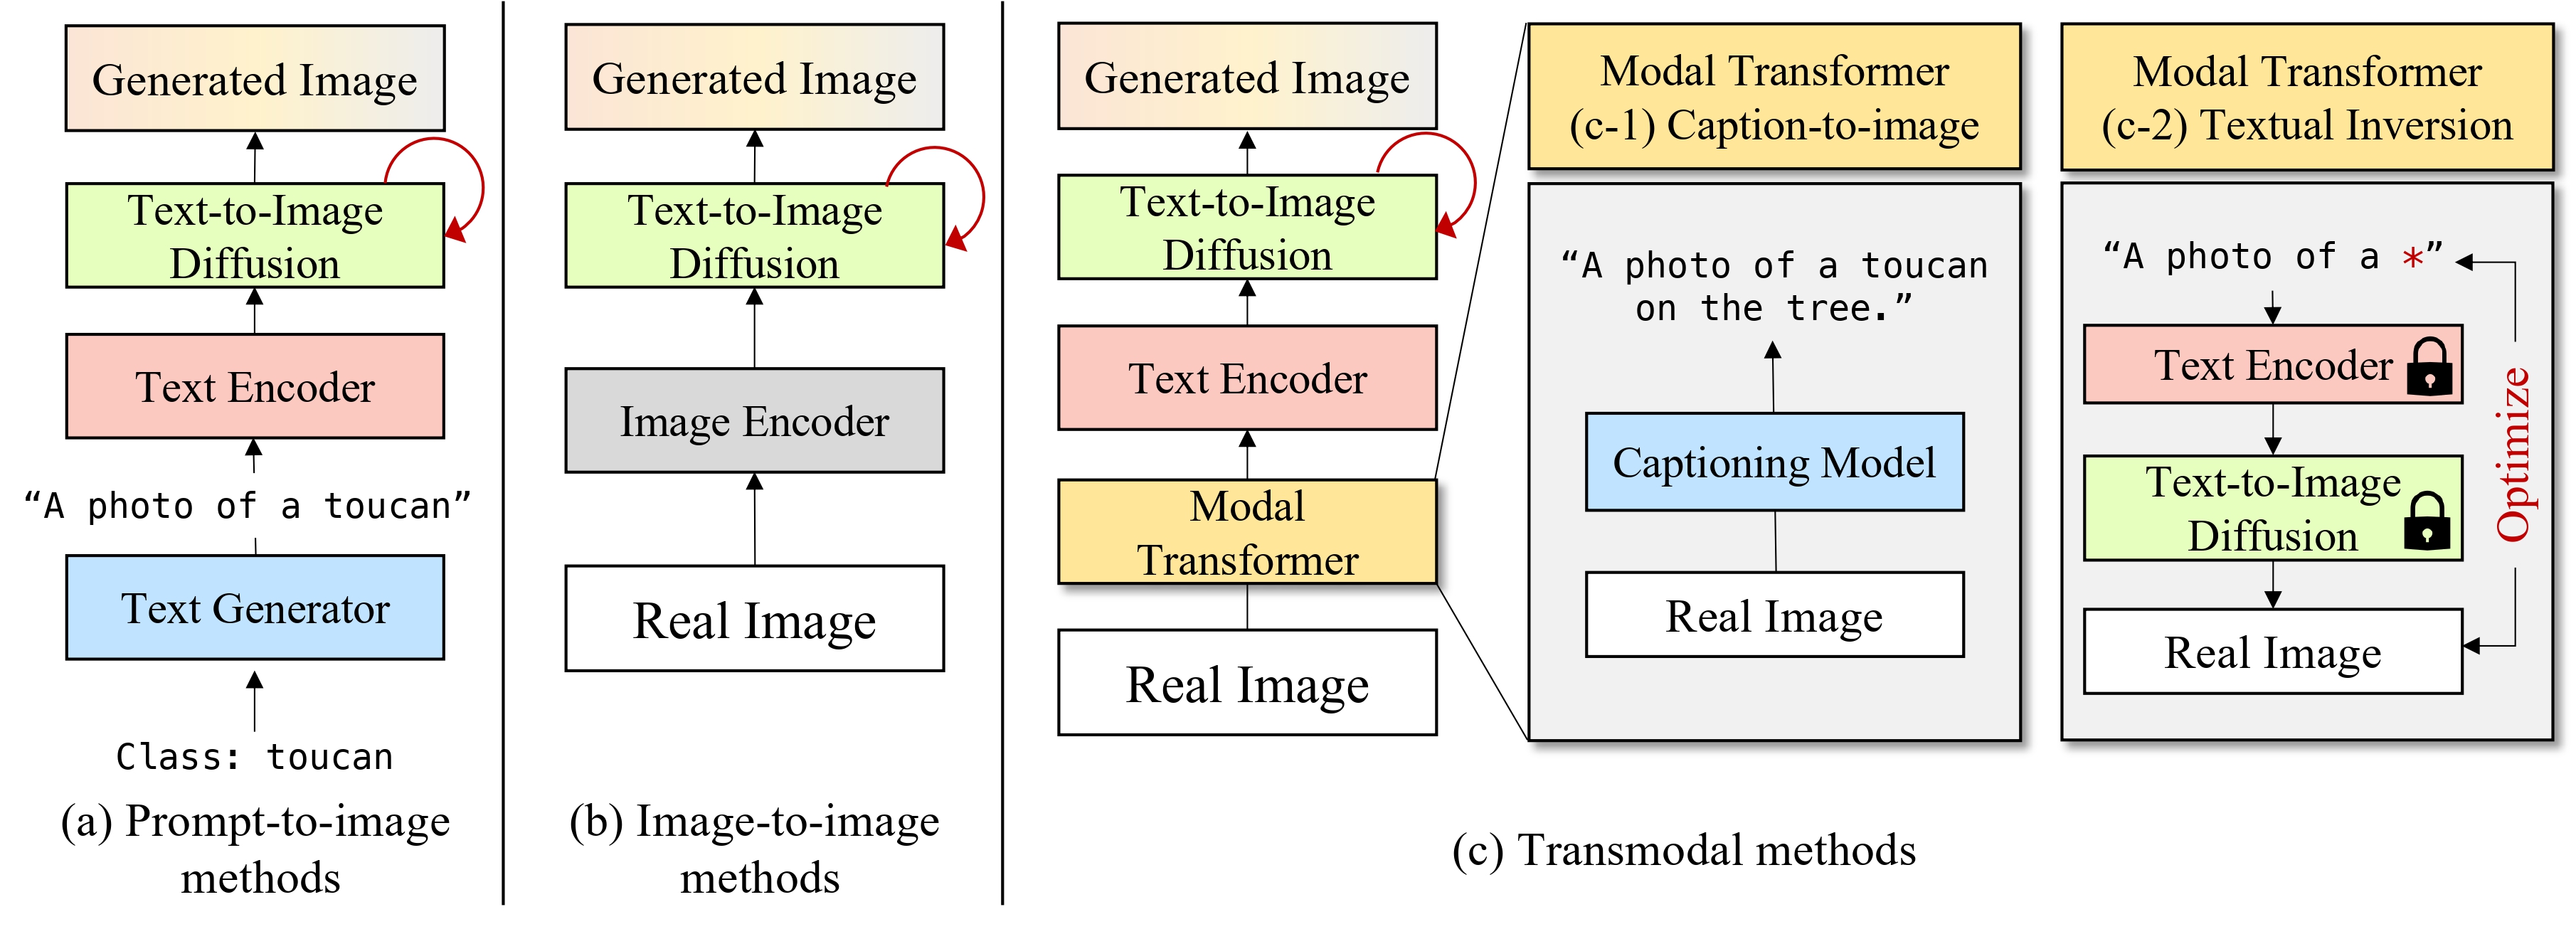 Generated Image
Text-to-Image
Diffusion
Text Encoder
“A photo of a toucan”
Text Generator
Class: toucan
(a) Prompt-to-image
methods
Generated Image
Text-to-Image
Diffusion
Image Encoder
Real Image
(b) Image-to-image
methods
Generated Image
Text-to-Image
Diffusion
Text Encoder
Modal
Transformer
Real Image
Modal Transformer
(c-1) Caption-to-image
“A photo of a toucan
on the tree.”
Captioning Model
Real Image
Modal Transformer
(c-2) Textual Inversion
“A photo of a *”
Text Encoder
Text-to-Image
Diffusion
Real Image
Optimize
(c) Transmodal methods